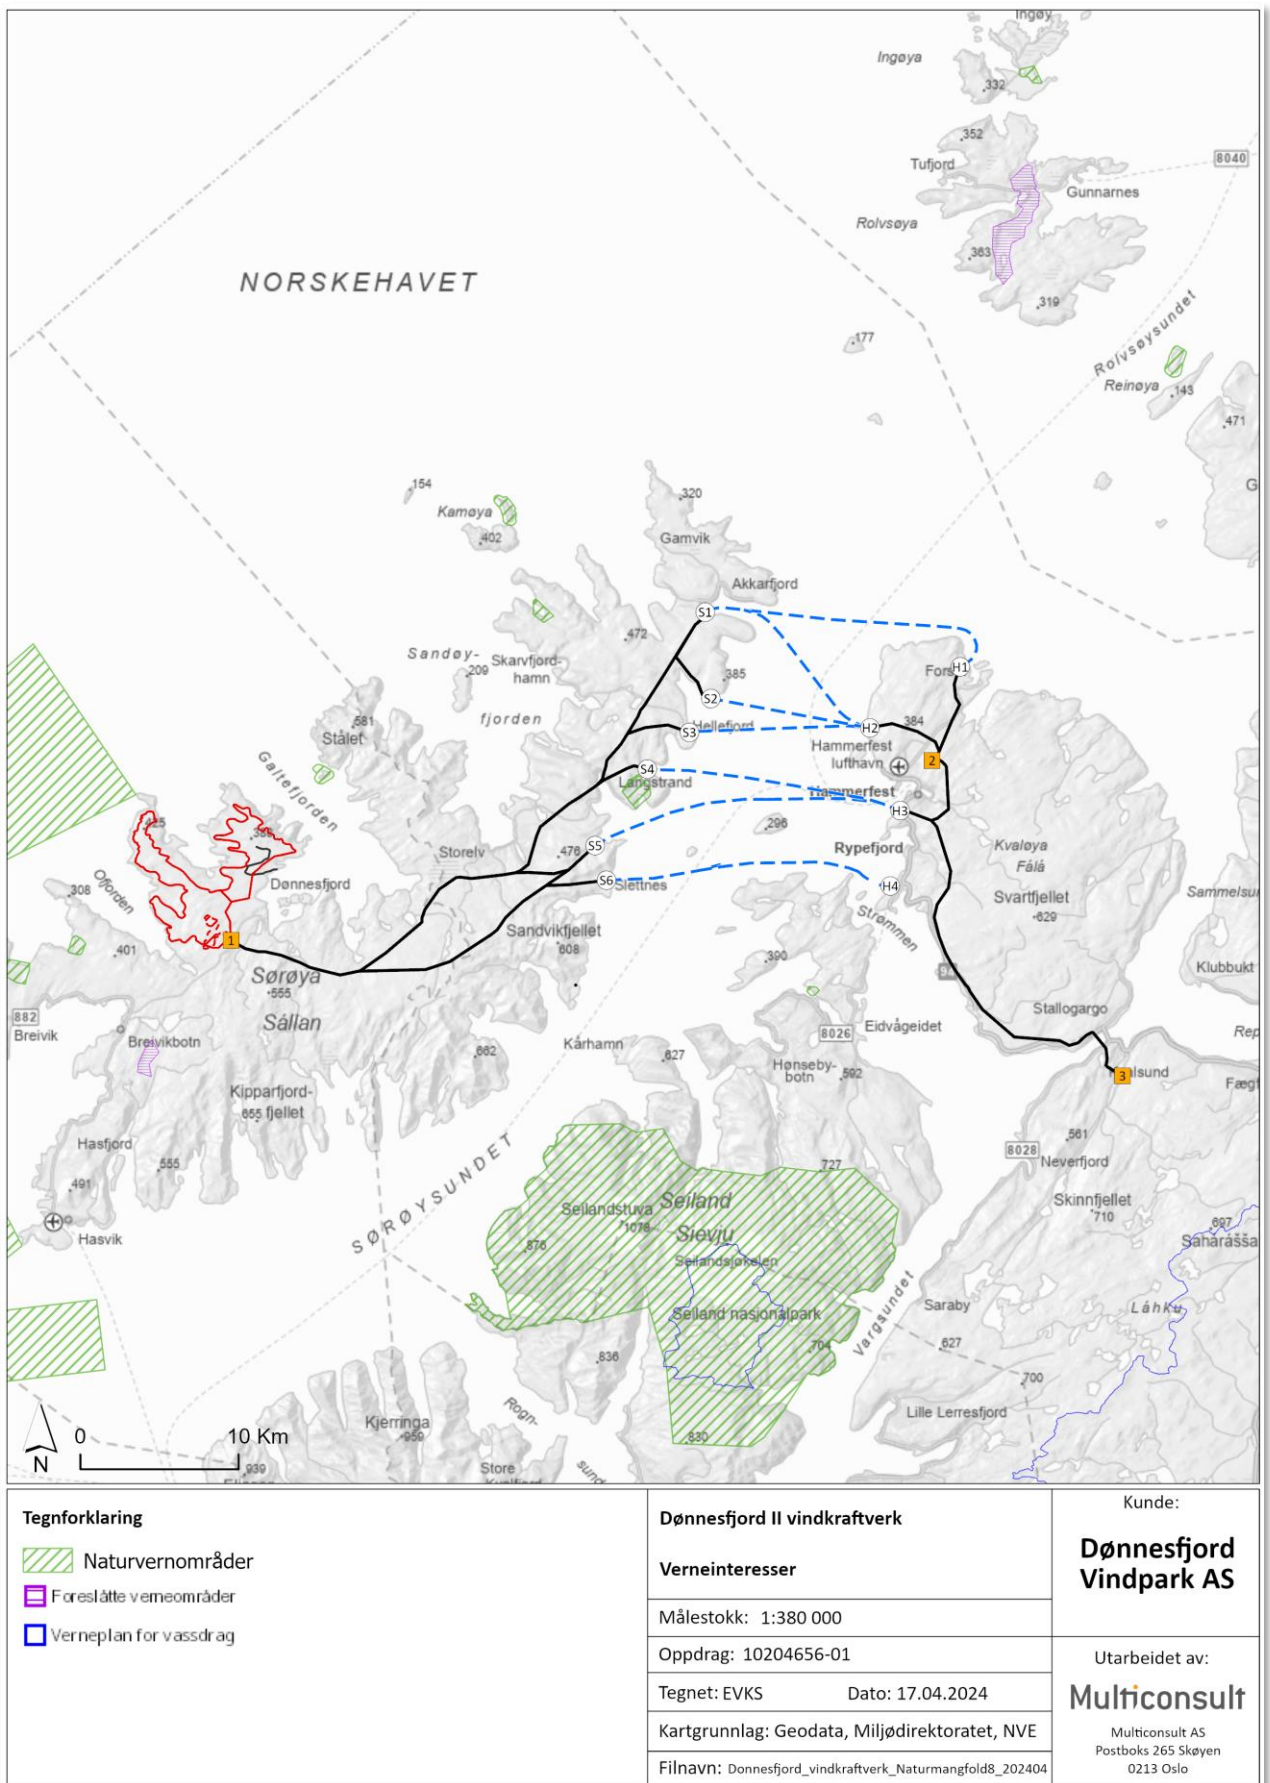 Ingøy
Ingøya
332
352
Tufjord
8040
Gunnarnes
Rolvsøya
363
319
NORSKEHAVET
177
Rolvsøysundet
Reinøya
143
471
G
154
Kamøya
402
320
Gamvik
Akkarfjord
S1
472
Sandøy-
209
Skarvfjord-
hamn
fjorden
385
S2
Fors
H1
581
Stålet
S3
Hellefjord
H2
384
Hammerfest
lufthavn
2
Galtefjorden
S4
Langstrand
Hammerfest
H3
296
425
Storelv
476
S5
Rypefjord
Kvaløya
Fálá
Dønnesfjord
S6
Slettnes
H4
Svartfjellet
629
308
Ofjorden
Strømmen
Sammelsu
401
1
Sandvikfjellet
608
390
Sørøya
555
Sállan
94
Klubbukt
882
Breivik
Breivikbotn
Stallogargo
8026
Eidvågeidet
Rep
Kårhamn
662
627
Hønseby-
botn
592
3
alsund
Fægf
Kipparfjord-
655 fjellet
Hasfjord
555
491
Hasvik
SØRØYSUNDET
561
8028
Neverfjord
727
Skinnfjellet
710
697
Sáhárášša
Seiland
Seilandstuva
1078
Sievju
876
Seilandsjøkelen
Seiland nasjonalpark
704
Vargsundet
Saraby
627
Láhku
836
700
Rogn-
sund
Kjerringa
959
Lille Lerresfjord
830
Store
939
N
0 10 Km
Tegnforklaring
Naturvernområder
Foreslåtte verneområder
Verneplan for vassdrag
Dønnesfjord II vindkraftverk
Verneinteresser
Målestokk: 1:380 000
Oppdrag: 10204656-01
Tegnet: EVKS Dato: 17.04.2024
Kartgrunnlag: Geodata, Miljødirektoratet, NVE
Filnavn: Donnesfjord_vindkraftverk_Naturmangfold8_202404
Kunde:
Dønnesfjord
Vindpark AS
Utarbeidet av:
Multiconsult
Multiconsult AS
Postboks 265 Skøyen
0213 Oslo